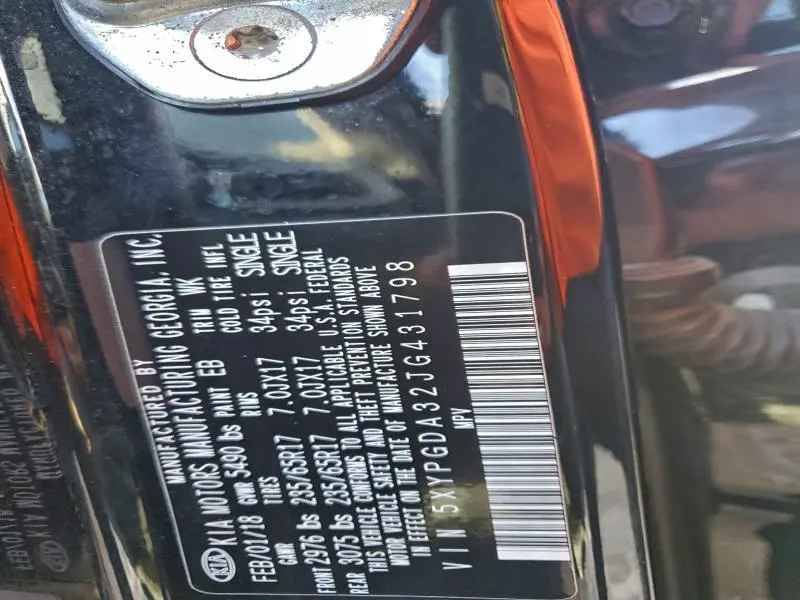 MANUFACTURED BY
KIA KIA MOTORS MANUFACTURING GEORGIA, INC.
FEB/01/18 GVWR 5490 lbs PAINT EB TRIM WK
GAWR TIRES RIMS COLD TIRE INFL
FRONT 2976 lbs 235/65R17 7.0JX17 34psi SINGLE
REAR 3075 lbs 235/65R17 7.0JX17 34psi SINGLE
THIS VEHICLE CONFORMS TO ALL APPLICABLE U.S.A. FEDERAL
MOTOR VEHICLE SAFETY AND THEFT PREVENTION STANDARDS
IN EFFECT ON THE DATE OF MANUFACTURE SHOWN ABOVE
VIN 5XYPGDA32JG431798
MPV